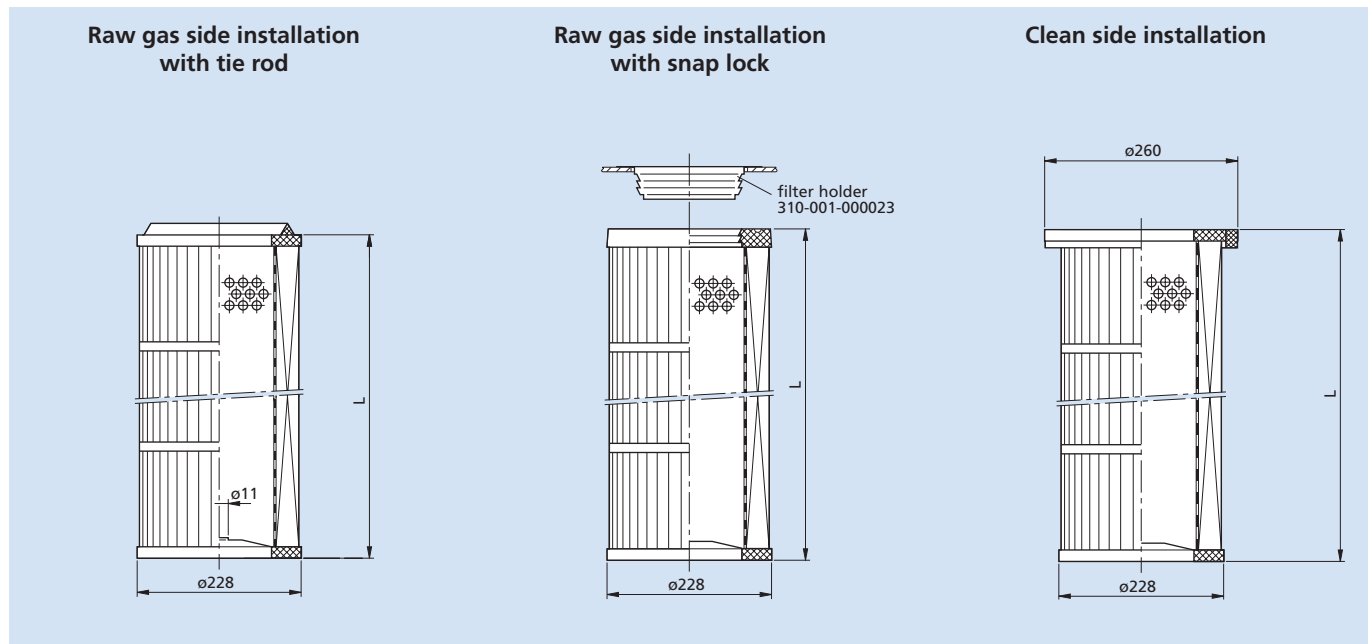 Raw gas side installation
with tie rod
Raw gas side installation
with snap lock
Clean side installation
filter holder
310-001-000023
ø260
L
L
L
ø11
ø228
ø228
ø228